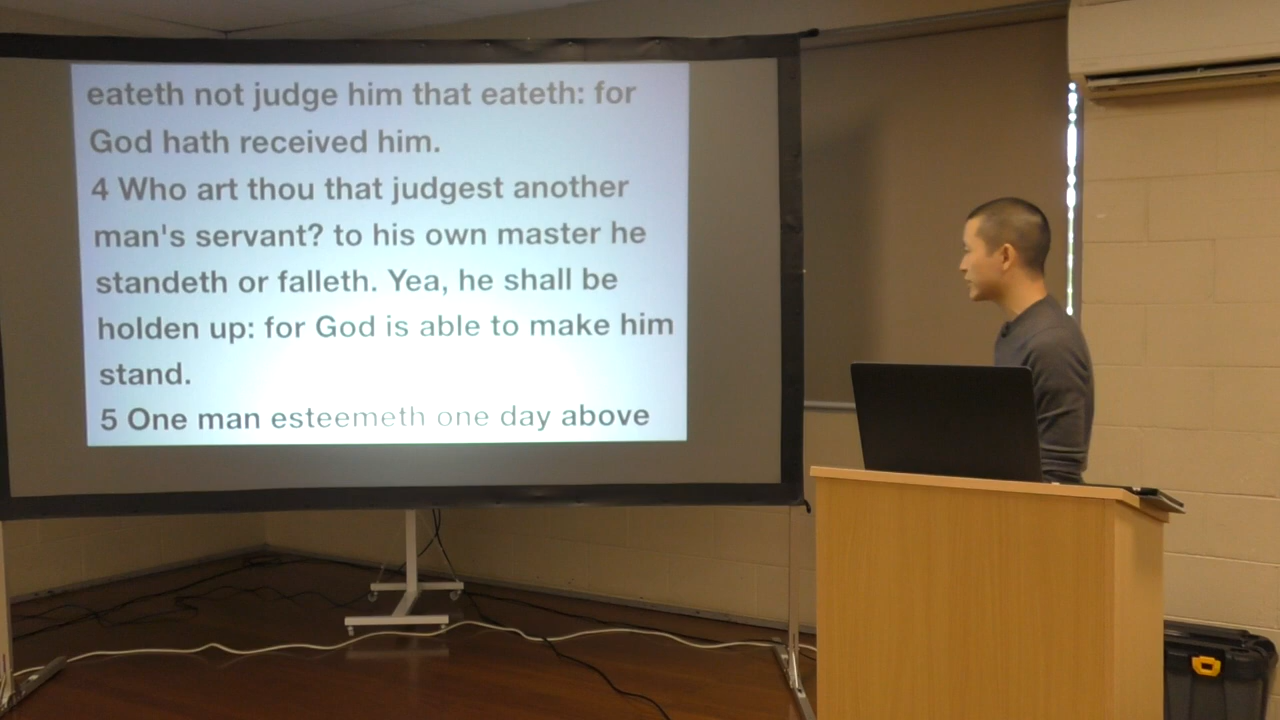 eateth not judge him that eateth: for
God hath received him.
4 Who art thou that judgest another
man's servant? to his own master he
standeth or falleth. Yea, he shall be
holden up: for God is able to make him
stand.
5 One man esteemeth one day above